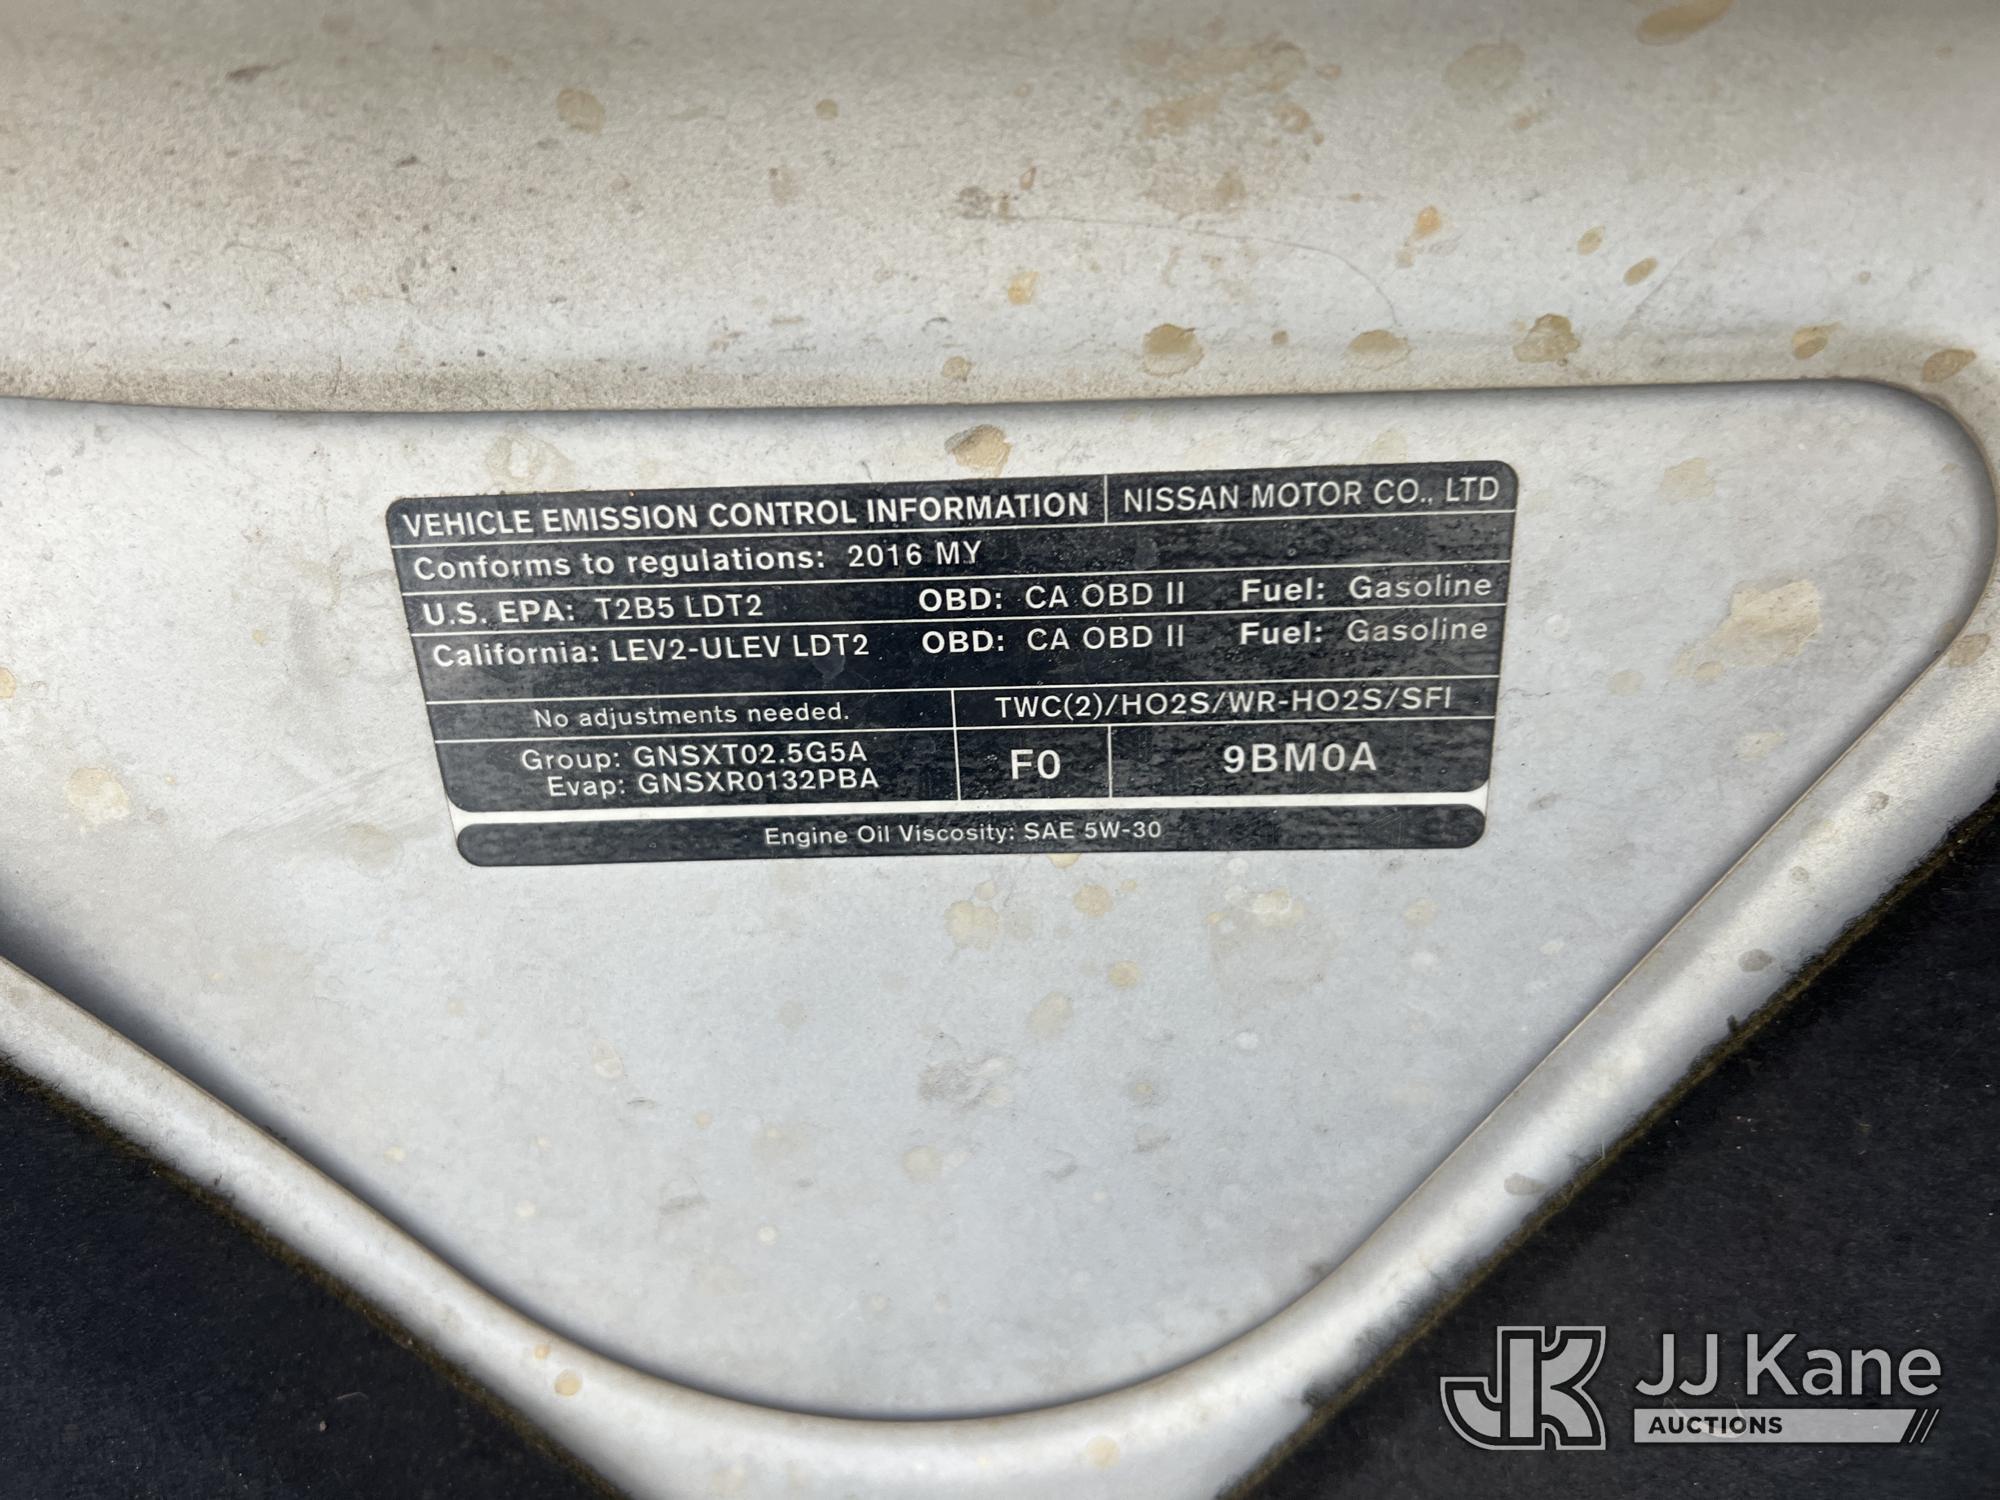 VEHICLE EMISSION CONTROL INFORMATION NISSAN MOTOR CO., LTD
Conforms to regulations: 2016 MY
U.S. EPA: T2B5 LDT2 OBD: CA OBD II Fuel: Gasoline
California: LEV2-ULEV LDT2 OBD: CA OBD II Fuel: Gasoline
No adjustments needed. TWC(2)/HO2S/WR-HO2S/SFI
Group: GNSXT02.5G5A
Evap: GNSXR0132PBA
F0 9BM0A
Engine Oil Viscosity: SAE 5W-30
JK JJ Kane
AUCTIONS